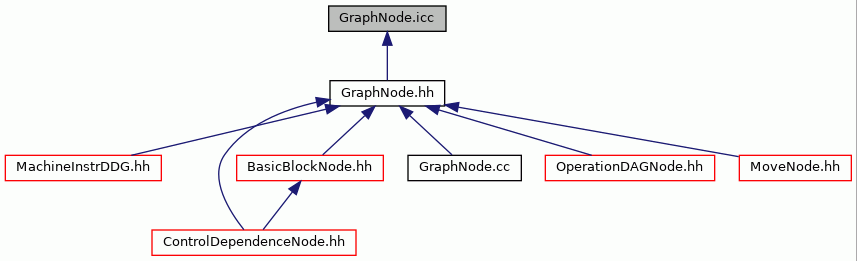 GraphNode.icc
GraphNode.hh
MachineInstrDDG.hh
BasicBlockNode.hh
GraphNode.cc
OperationDAGNode.hh
MoveNode.hh
ControlDependenceNode.hh